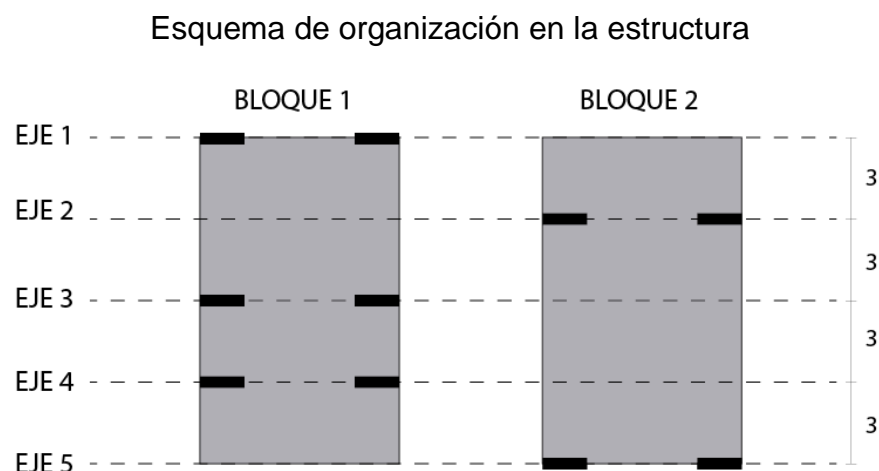 Esquema de organización en la estructura
BLOQUE 1
BLOQUE 2
EJE 1
3
EJE 2
3
EJE 3
3
EJE 4
3
EJE 5